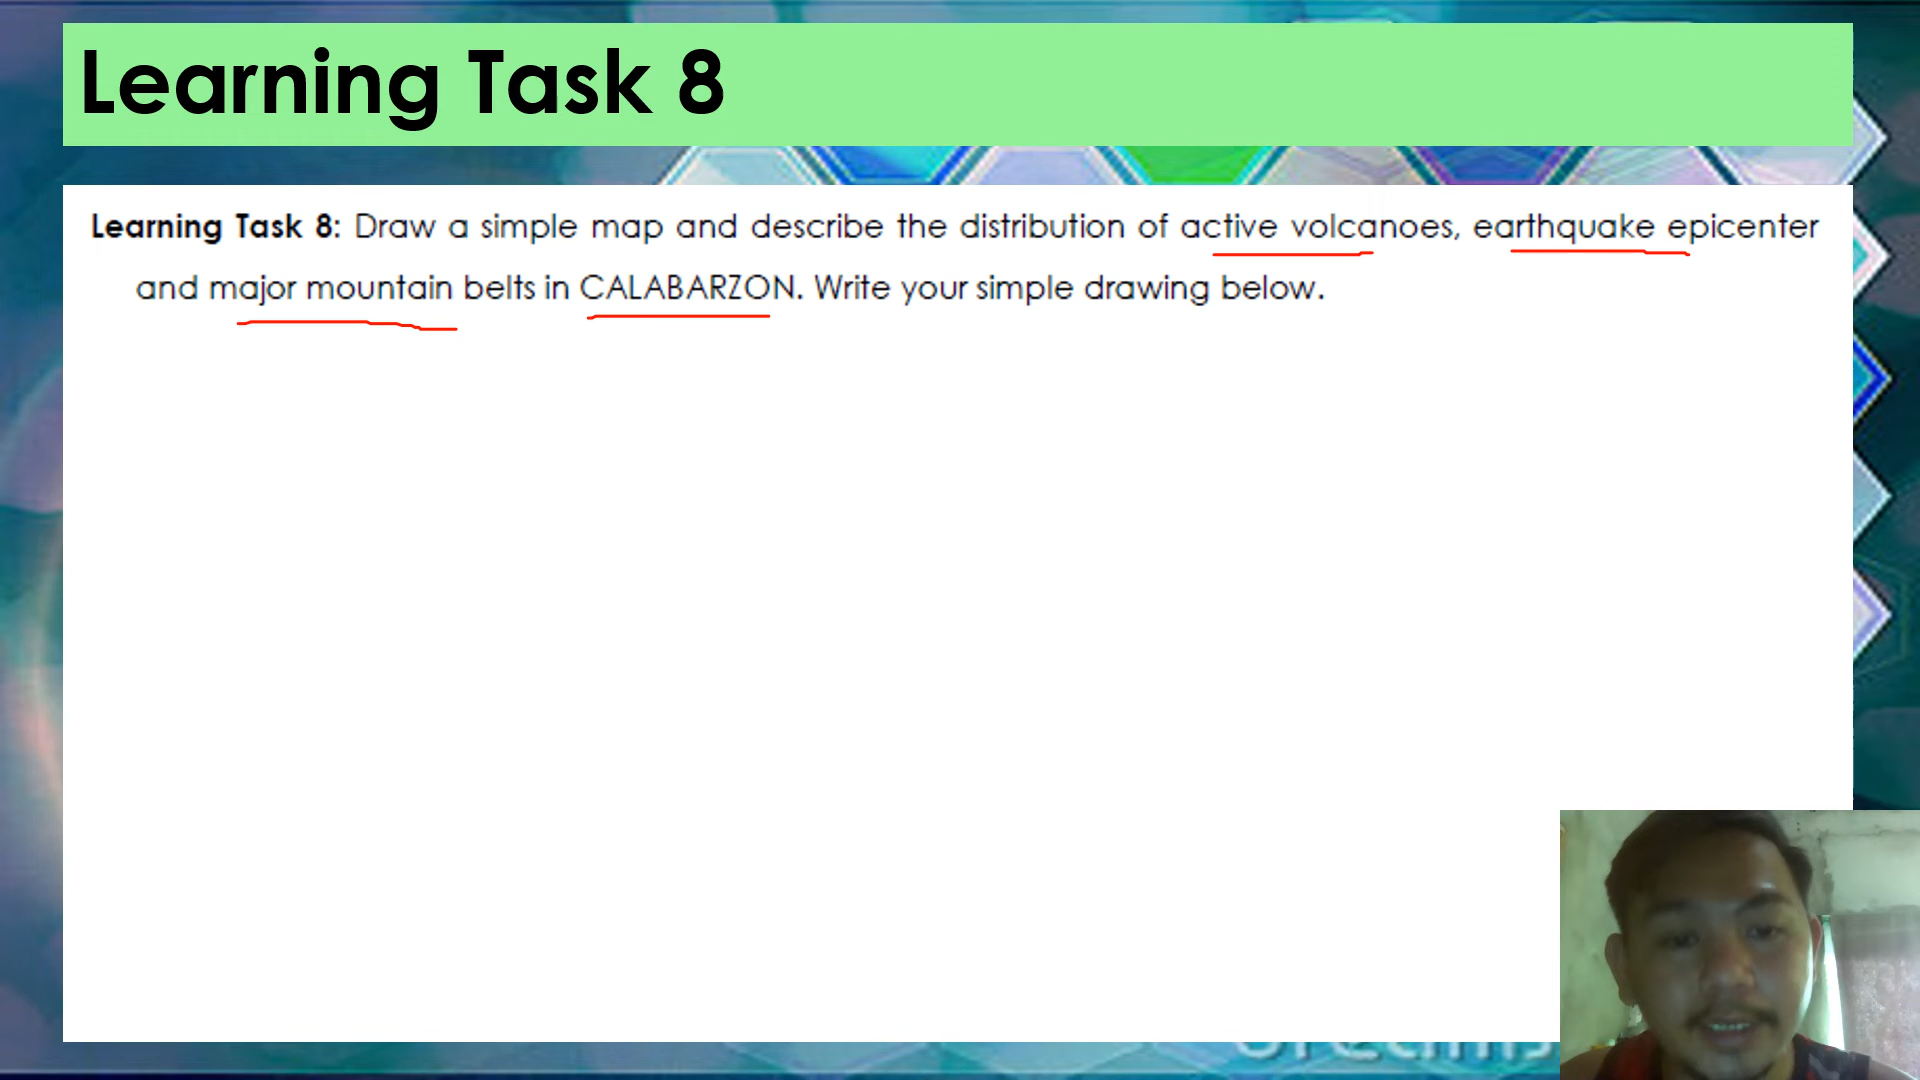 Learning Task 8
Learning Task 8: Draw a simple map and describe the distribution of active volcanoes, earthquake epicenter
and major mountain belts in CALABARZON. Write your simple drawing below.